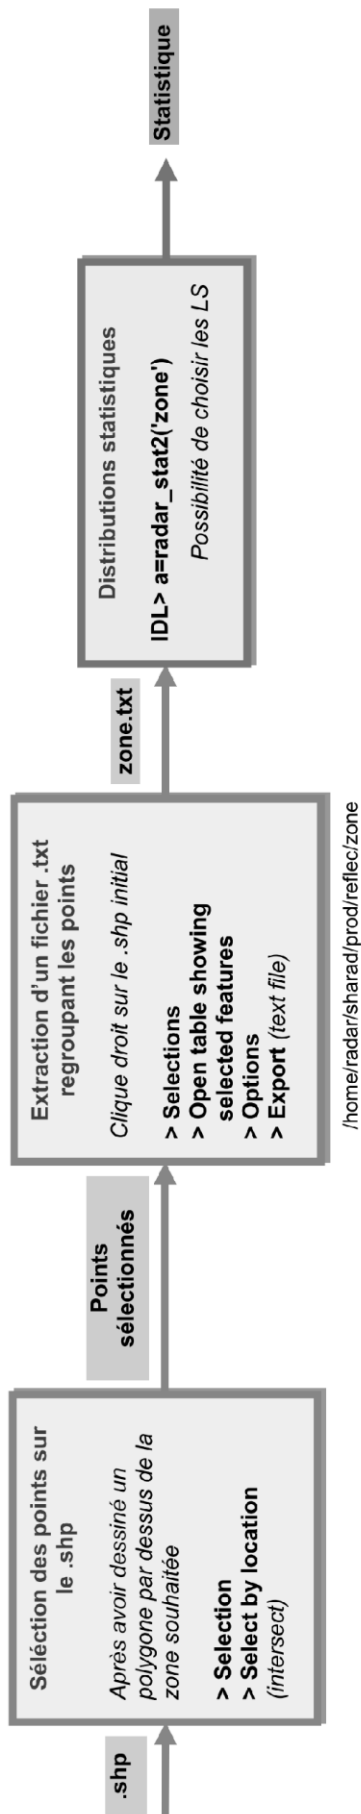 .shp
Séléction des points sur
le .shp
Après avoir dessiné un
polygone par dessus de la
zone souhaitée
> Selection
> Select by location
(intersect)
Points
sélectionnés
Extraction d'un fichier .txt
regroupant les points
Clique droit sur le .shp initial
> Selections
> Open table showing
selected features
> Options
> Export (text file)
/home/radar/sharad/prod/reflec/zone
zone.txt
Distributions statistiques
IDL> a=radar_stat2('zone')
Possibilité de choisir les LS
Statistique